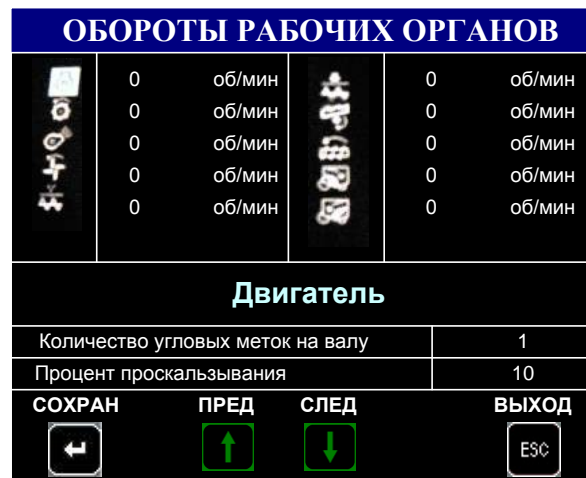 ОБОРОТЫ РАБОЧИХ ОРГАНОВ
0 об/мин 0 об/мин
0 об/мин 0 об/мин
0 об/мин 0 об/мин
0 об/мин 0 об/мин
0 об/мин 0 об/мин
Двигатель
Количество угловых меток на валу 1
Процент проскальзывания 10
СОХРАН ПРЕД СЛЕД ВЫХОД
ESC